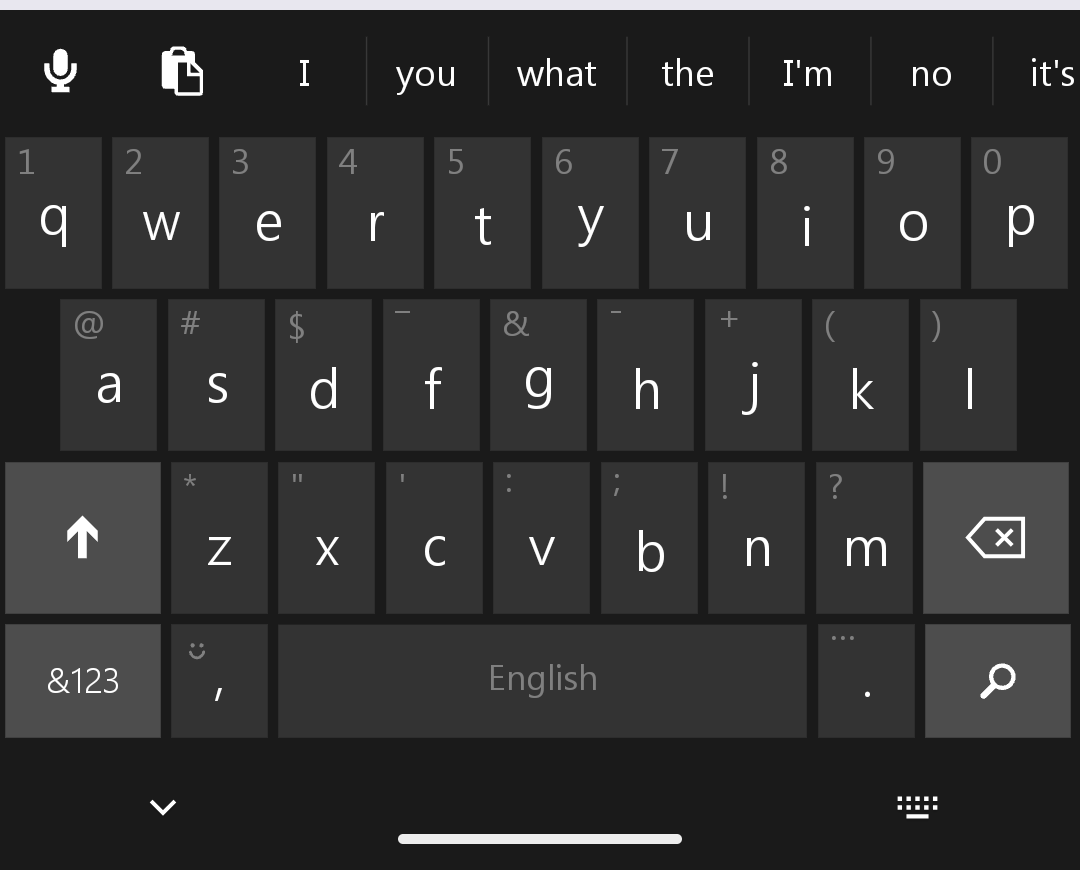 I you what the I'm no it's
1 2 3 4 5 6 7 8 9 0
q w e r t y u i o p
@ # $ _ & - + ( )
a s d f g h j k l
* " ' : ; ! ?
z x c v b n m
&123 , English .